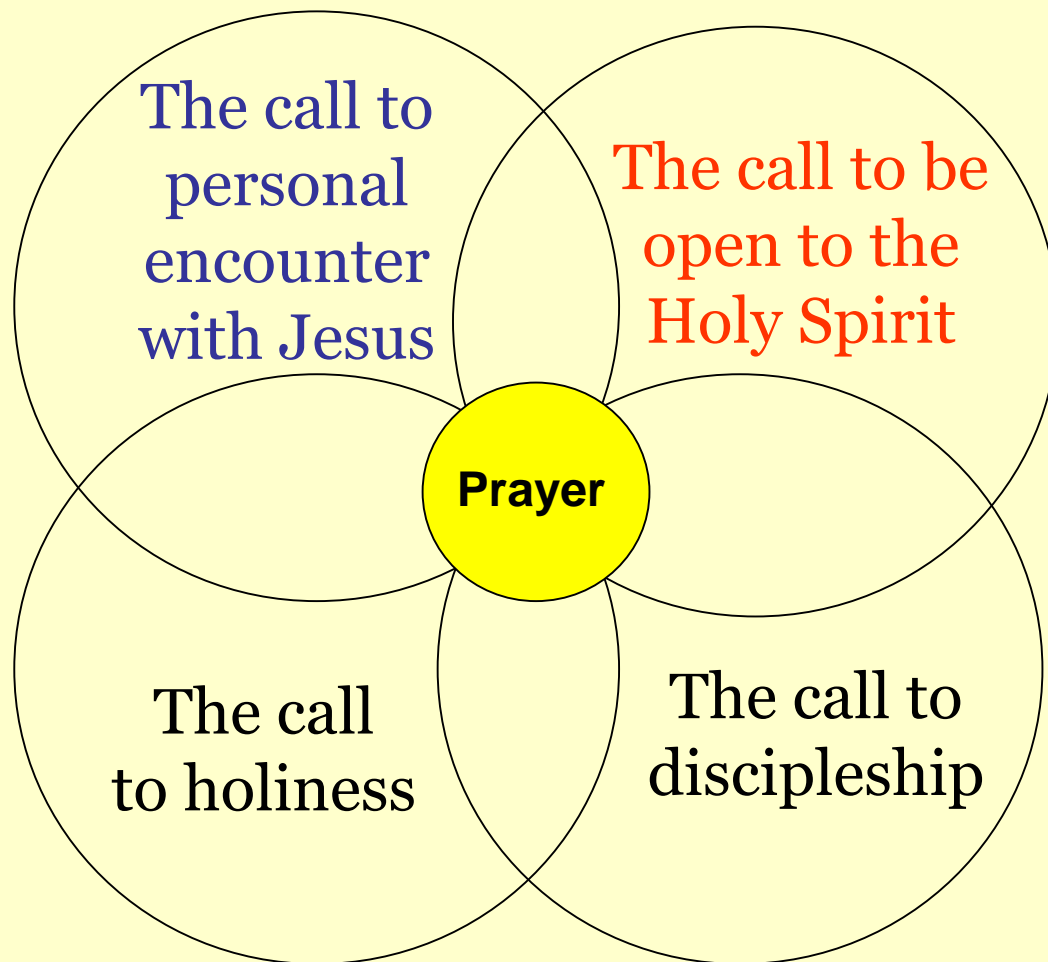 The call to
personal
encounter
with Jesus
The call to be
open to the
Holy Spirit
Prayer
The call
to holiness
The call to
discipleship